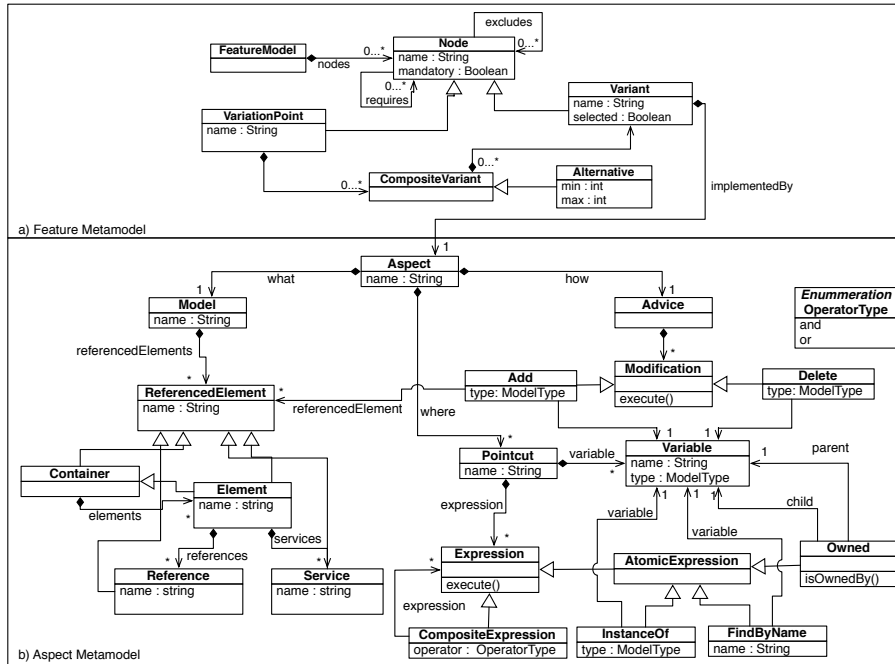 excludes
FeatureModel
nodes
0...*
Node
name : String
mandatory : Boolean
0...*
0...*
requires
Variant
name : String
selected : Boolean
VariationPoint
name : String
0...*
CompositeVariant
0...*
Alternative
min : int
max : int
implementedBy
a) Feature Metamodel
1
Aspect
name : String
what
how
1
Model
name : String
1
Advice
Enummeration
OperatorType
and
or
referencedElements
*
*
ReferencedElement
name : String
referencedElement
where
Add
type: ModelType
Modification
execute()
Delete
type: ModelType
1
1
*
Pointcut
name : String
variable
*
Variable
name : String
type : ModelType
1
parent
Container
elements
*
Element
name : string
services
references
*
*
Reference
name : string
Service
name : string
expression
*
variable
1
1
1
child
variable
*
Expression
execute()
expression
AtomicExpression
Owned
isOwnedBy()
CompositeExpression
operator : OperatorType
InstanceOf
type : ModelType
FindByName
name : String
b) Aspect Metamodel